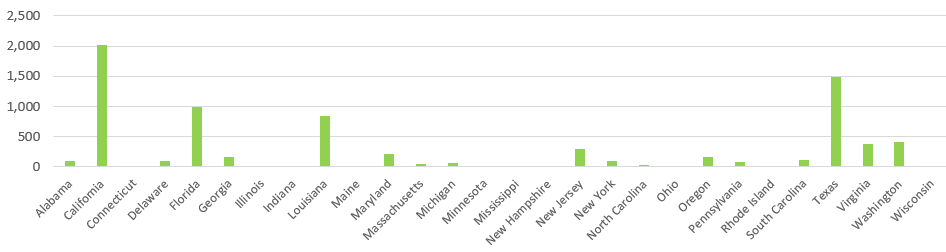 2,500
2,000
1,500
1,000
500
0
Alabama
California
Connecticut
Delaware
Florida
Georgia
Illinois
Indiana
Louisiana
Maine
Maryland
Massachusetts
Michigan
Minnesota
Mississippi
New Hampshire
New Jersey
New York
North Carolina
Ohio
Oregon
Pennsylvania
Rhode Island
South Carolina
Texas
Virginia
Washington
Wisconsin